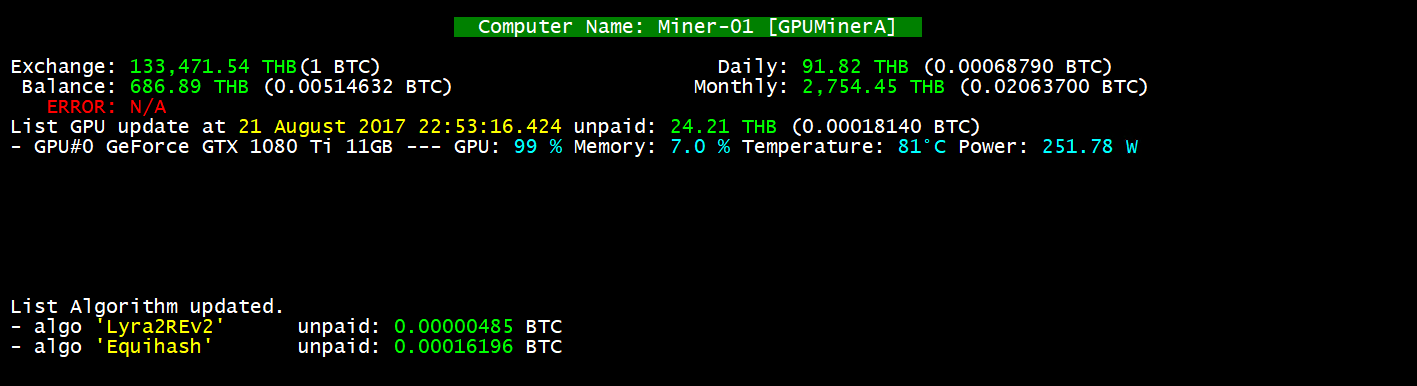 Computer Name: Miner-01 [GPUMinerA]
Exchange: 133,471.54 THB(1 BTC) Daily: 91.82 THB (0.00068790 BTC)
Balance: 686.89 THB (0.00514632 BTC) Monthly: 2,754.45 THB (0.02063700 BTC)
ERROR: N/A
List GPU update at 21 August 2017 22:53:16.424 unpaid: 24.21 THB (0.00018140 BTC)
- GPU#0 GeForce GTX 1080 Ti 11GB --- GPU: 99 % Memory: 7.0 % Temperature: 81°C Power: 251.78 W
List Algorithm updated.
- algo 'Lyra2REv2' unpaid: 0.00000485 BTC
- algo 'Equihash' unpaid: 0.00016196 BTC